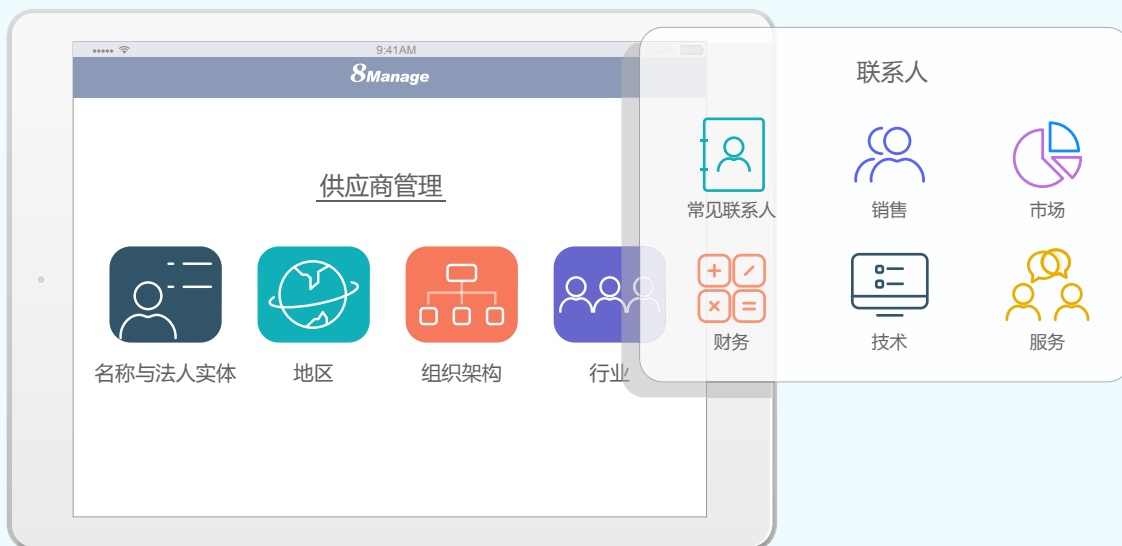 9:41AM
100%
8Manage
供应商管理
名称与法人实体
地区
组织架构
行业
联系人
常见联系人
销售
市场
财务
技术
服务